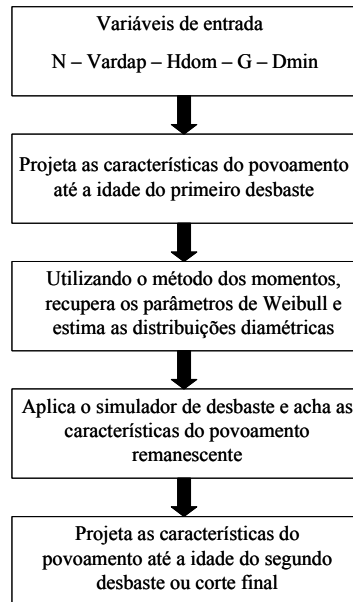 Variáveis de entrada
N – Vardap – Hdom – G – Dmin
Projeta as características do povoamento
até a idade do primeiro desbaste
Utilizando o método dos momentos,
recupera os parâmetros de Weibull e
estima as distribuições diamétricas
Aplica o simulador de desbaste e acha as
características do povoamento
remanescente
Projeta as características do
povoamento até a idade do segundo
desbaste ou corte final